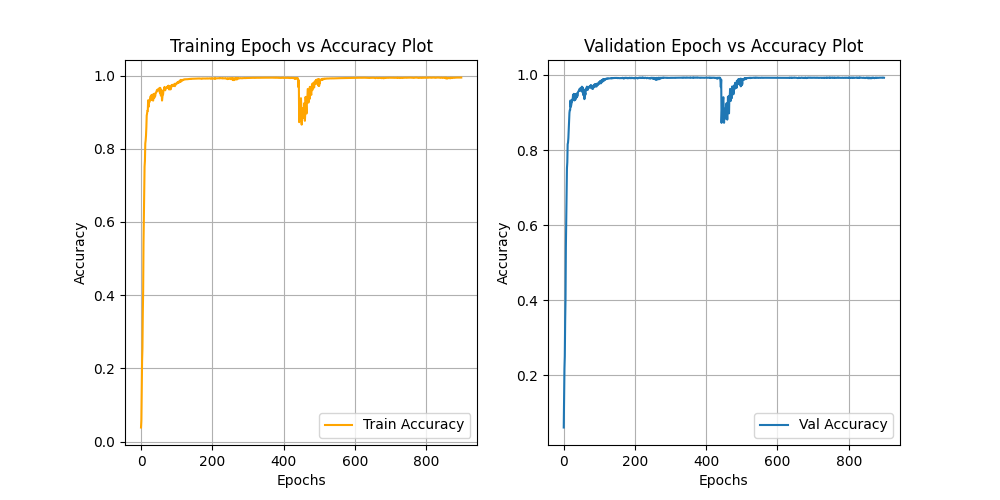 Training Epoch vs Accuracy Plot
Accuracy
1.0
0.8
0.6
0.4
0.2
0.0
0 200 400 600 800
Epochs
Train Accuracy
Validation Epoch vs Accuracy Plot
Accuracy
1.0
0.8
0.6
0.4
0.2
0 200 400 600 800
Epochs
Val Accuracy